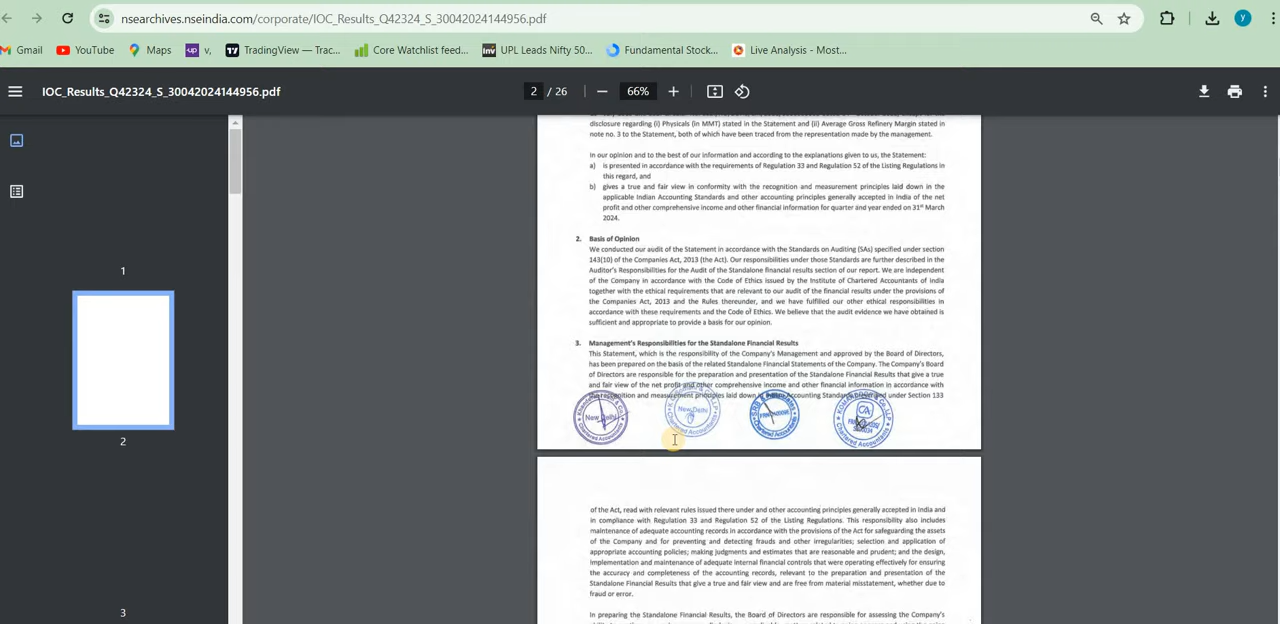 nsearchives.nseindia.com/corporate/IOC_Results_Q42324_S_30042024144956.pdf
y
Gmail
YouTube
Maps
up v,
TradingView — Trac...
Core Watchlist feed...
Inv UPL Leads Nifty 50...
Fundamental Stock...
Live Analysis - Most...
IOC_Results_Q42324_S_30042024144956.pdf
2 / 26
66%
1
2
3
disclosure regarding (i) Physicals (in MMT) stated in the Statement and (ii) Average Gross Refinery Margin stated in
note no. 3 to the Statement, both of which have been traced from the representation made by the management.
In our opinion and to the best of our information and according to the explanations given to us, the Statement:
a) is presented in accordance with the requirements of Regulation 33 and Regulation 52 of the Listing Regulations in
this regard, and
b) gives a true and fair view in conformity with the recognition and measurement principles laid down in the
applicable Indian Accounting Standards and other accounting principles generally accepted in India of the net
profit and other comprehensive income and other financial information for quarter and year ended on 31st March
2024.
2. Basis of Opinion
We conducted our audit of the Statement in accordance with the Standards on Auditing (SAs) specified under section
143(10) of the Companies Act, 2013 (the Act). Our responsibilities under those Standards are further described in the
Auditor's Responsibilities for the Audit of the Standalone financial results section of our report. We are independent
of the Company in accordance with the Code of Ethics issued by the Institute of Chartered Accountants of India
together with the ethical requirements that are relevant to our audit of the financial results under the provisions of
the Companies Act, 2013 and the Rules thereunder, and we have fulfilled our other ethical responsibilities in
accordance with these requirements and the Code of Ethics. We believe that the audit evidence we have obtained is
sufficient and appropriate to provide a basis for our opinion.
3. Management's Responsibilities for the Standalone Financial Results
This Statement, which is the responsibility of the Company's Management and approved by the Board of Directors,
has been prepared on the basis of the related Standalone Financial Statements of the Company. The Company's Board
of Directors are responsible for the preparation and presentation of the Standalone Financial Results that give a true
and fair view of the net profit and other comprehensive income and other financial information in accordance with
the recognition and measurement principles laid down in Indian Accounting Standards prescribed under Section 133
New Delhi
Chartered Accountants
New Delhi
Chartered Accountants
Chartered Accountants
CA
Chartered Accountants
of the Act, read with relevant rules issued there under and other accounting principles generally accepted in India and
in compliance with Regulation 33 and Regulation 52 of the Listing Regulations. This responsibility also includes
maintenance of adequate accounting records in accordance with the provisions of the Act for safeguarding the assets
of the Company and for preventing and detecting frauds and other irregularities; selection and application of
appropriate accounting policies; making judgments and estimates that are reasonable and prudent; and the design,
implementation and maintenance of adequate internal financial controls that were operating effectively for ensuring
the accuracy and completeness of the accounting records, relevant to the preparation and presentation of the
Standalone Financial Results that give a true and fair view and are free from material misstatement, whether due to
fraud or error.
In preparing the Standalone Financial Results, the Board of Directors are responsible for assessing the Company's